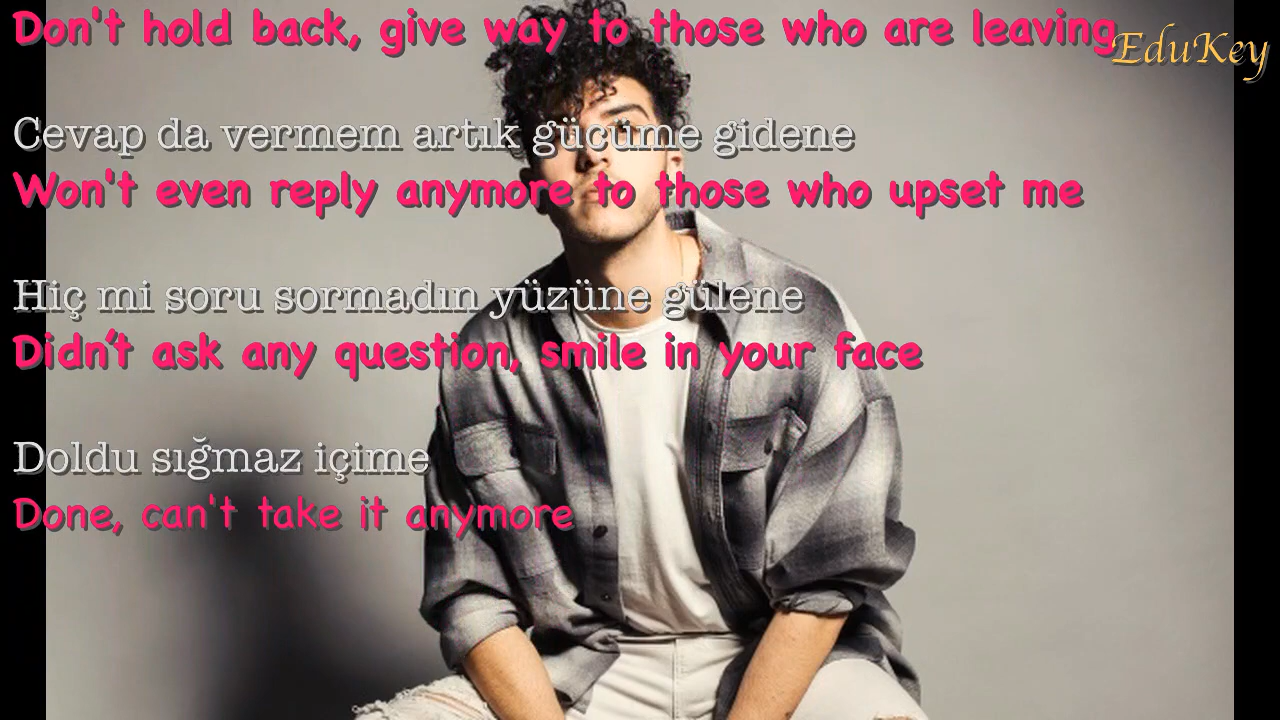 Don't hold back, give way to those who are leaving
EduKey
Cevap da vermem artık gücüme gidene
Won't even reply anymore to those who upset me
Hiç mi soru sormadın yüzüne gülene
Didn't ask any question, smile in your face
Doldu sığmaz içime
Done, can't take it anymore